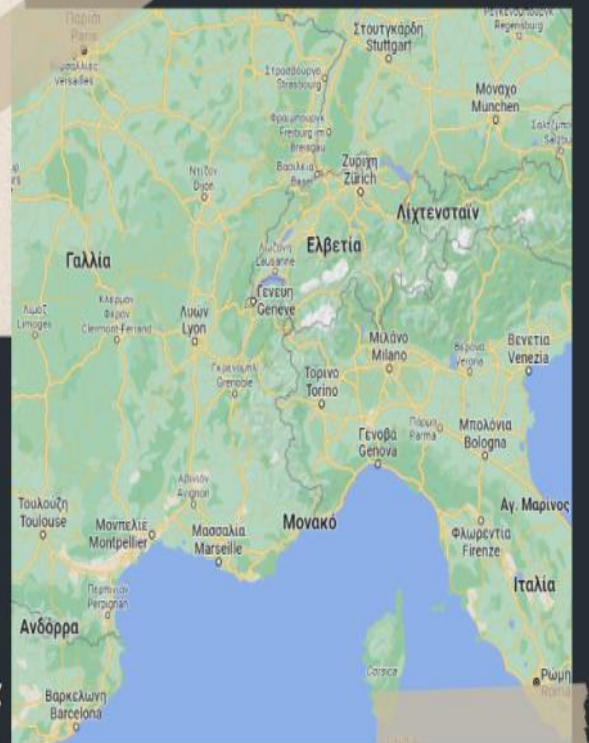 Παρίσι
Paris
Versailles
Στουτγκάρδη
Stuttgart
Regensburg
Στρασβούργο
Strasbourg
Μόναχο
München
Φράιμπουργκ
Freiburg im
Breisgau
Βασιλεία
Basel
Ζυρίχη
Zürich
Ντιζόν
Dijon
Λίχτενσταϊν
Ελβετία
Λωζάνη
Lausanne
Γαλλία
Γενεύη
Genève
Λιμόζ
Limoges
Κλερμόν
Φεράν
Clermont-Ferrand
Λυών
Lyon
Μιλάνο
Milano
Βερόνα
Verona
Βενετία
Venezia
Γκρενόμπλ
Grenoble
Τορίνο
Torino
Γένοβα
Genova
Πάρμα
Parma
Μπολόνια
Bologna
Αβινιόν
Avignon
Τουλούζη
Toulouse
Μονπελιέ
Montpellier
Μασσαλία
Marseille
Μονακό
Αγ. Μαρίνος
Φλωρεντία
Firenze
Περπινιάν
Perpignan
Ιταλία
Ανδόρρα
Corsica
Ρώμη
Roma
Βαρκελώνη
Barcelona